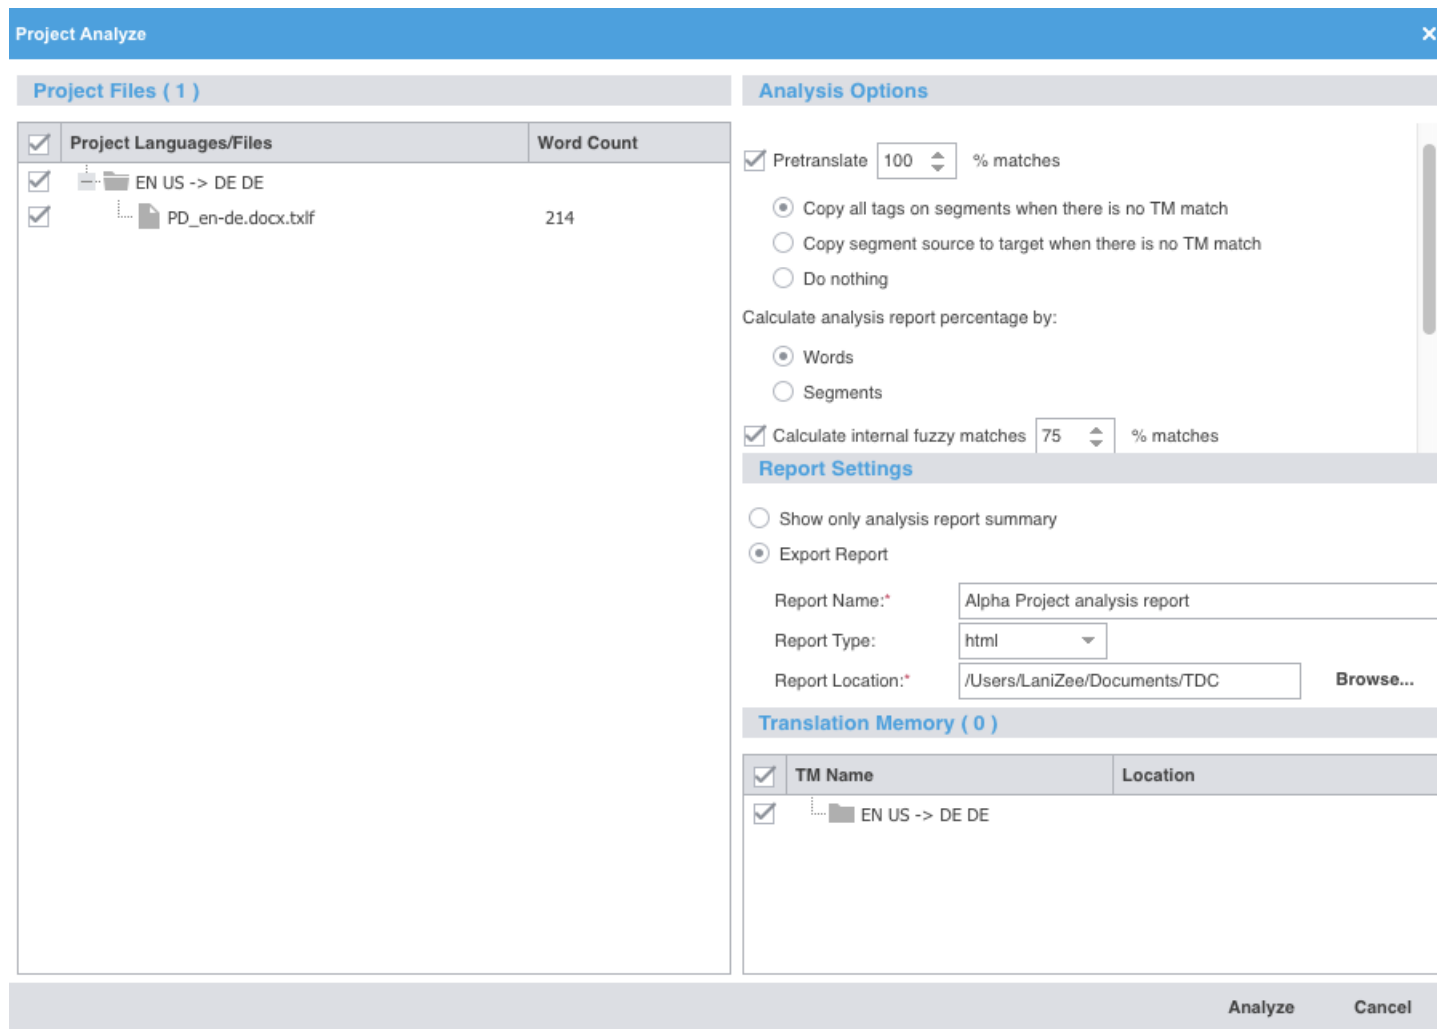 Project Analyze
Project Files ( 1 )
Project Languages/Files Word Count
EN US -> DE DE
PD_en-de.docx.txlf 214
Analysis Options
Pretranslate 100 % matches
Copy all tags on segments when there is no TM match
Copy segment source to target when there is no TM match
Do nothing
Calculate analysis report percentage by:
Words
Segments
Calculate internal fuzzy matches 75 % matches
Report Settings
Show only analysis report summary
Export Report
Report Name:* Alpha Project analysis report
Report Type: html
Report Location:* /Users/LaniZee/Documents/TDC Browse...
Translation Memory ( 0 )
TM Name Location
EN US -> DE DE
Analyze Cancel